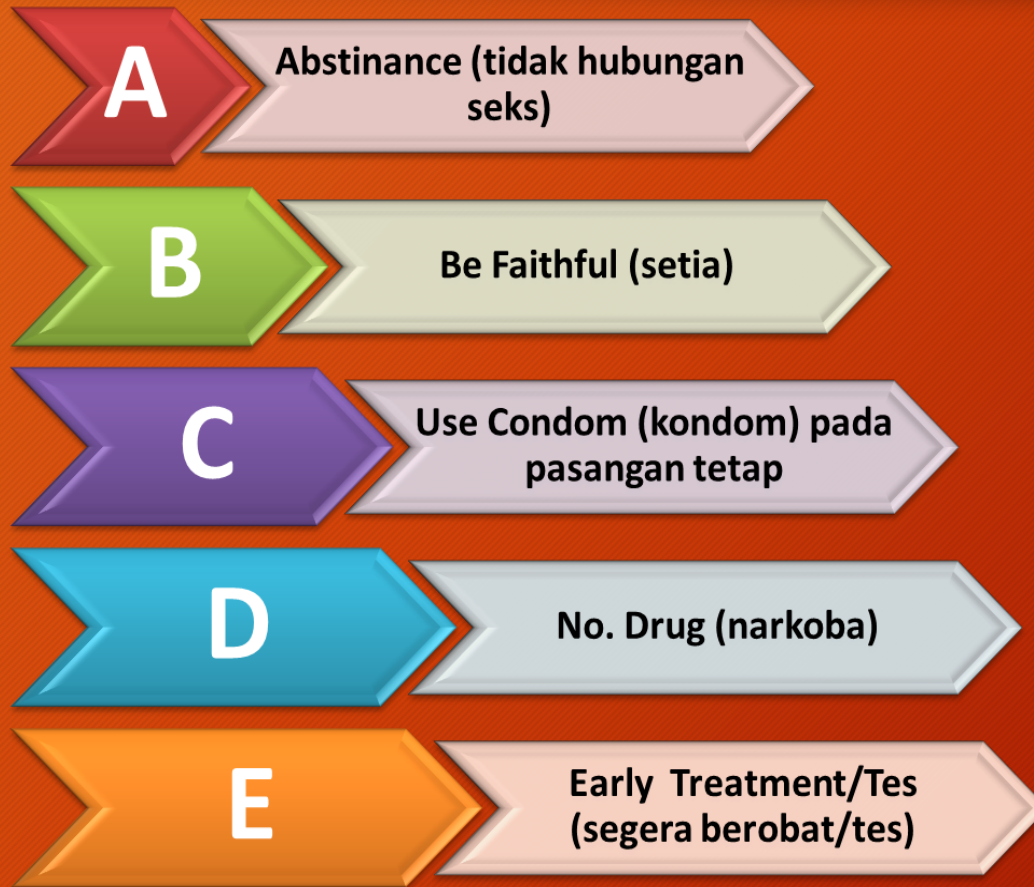 A
Abstinance (tidak hubungan
seks)
B
Be Faithful (setia)
C
Use Condom (kondom) pada
pasangan tetap
D
No. Drug (narkoba)
E
Early  Treatment/Tes
(segera berobat/tes)